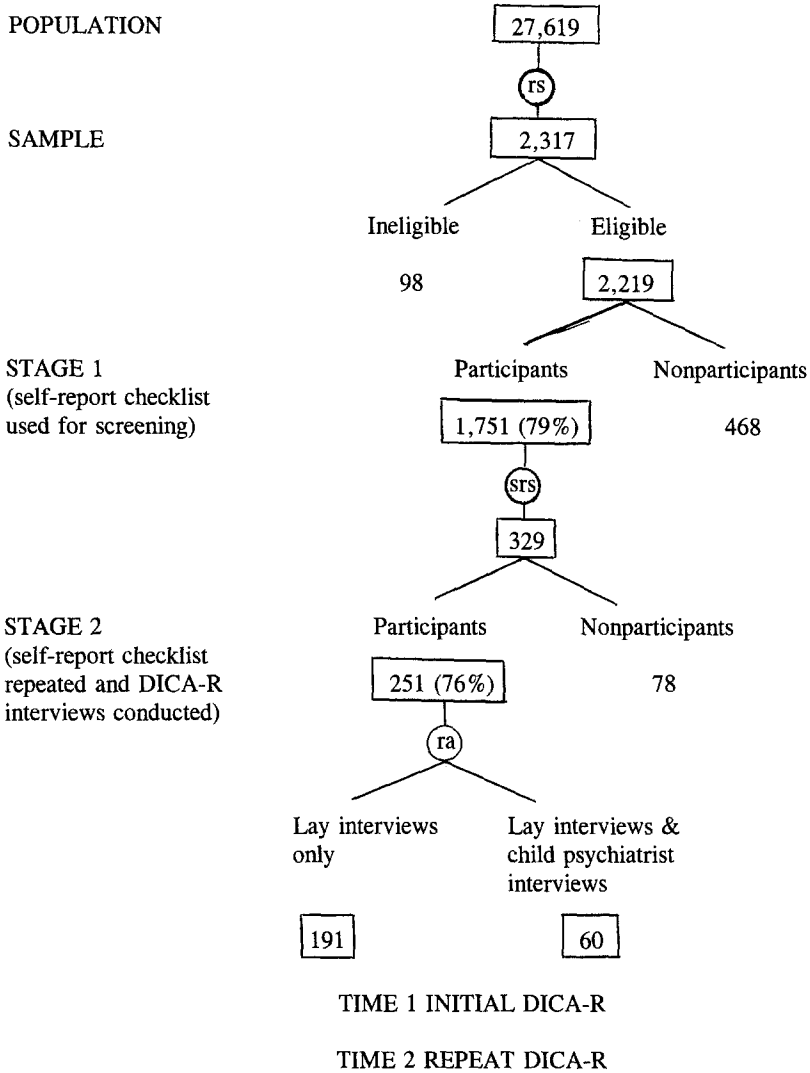 POPULATION
27,619
rs
SAMPLE
2,317
Ineligible
Eligible
98
2,219
STAGE 1
(self-report checklist
used for screening)
Participants
Nonparticipants
1,751 (79%)
468
srs
329
STAGE 2
(self-report checklist
repeated and DICA-R
interviews conducted)
Participants
Nonparticipants
251 (76%)
78
ra
Lay interviews
only
Lay interviews &
child psychiatrist
interviews
191
60
TIME 1 INITIAL DICA-R
TIME 2 REPEAT DICA-R